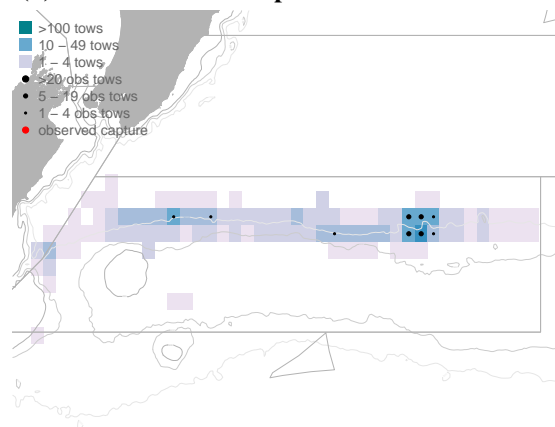 >100 tows
10 – 49 tows
1 – 4 tows
>20 obs tows
5 – 19 obs tows
1 – 4 obs tows
observed capture